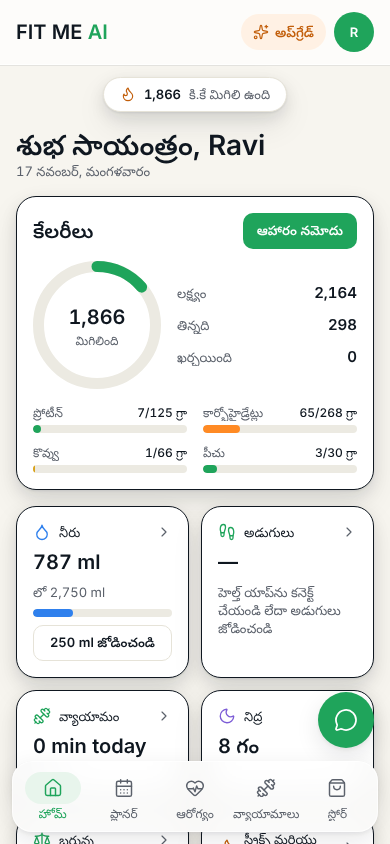 FIT ME AI
అప్‌గ్రేడ్
R
1,866 కి.కే మిగిలి ఉంది
శుభ సాయంత్రం, Ravi
17 నవంబర్, మంగళవారం
కేలరీలు
ఆహారం నమోదు
1,866
మిగిలింది
లక్ష్యం 2,164
తిన్నది 298
ఖర్చయింది 0
ప్రోటీన్ 7/125 గ్రా
కార్బోహైడ్రేట్లు 65/268 గ్రా
కొవ్వు 1/66 గ్రా
పీచు 3/30 గ్రా
నీరు
787 ml
లో 2,750 ml
250 ml జోడించండి
అడుగులు
—
హెల్త్ యాప్‌ను కనెక్ట్
చేయండి లేదా అడుగులు
జోడించండి
వ్యాయామం
0 min today
నిద్ర
8 గం
హోమ్
ప్లానర్
ఆరోగ్యం
వ్యాయామాలు
స్టోర్
బరువు
స్ట్రీక్స్ మరియు